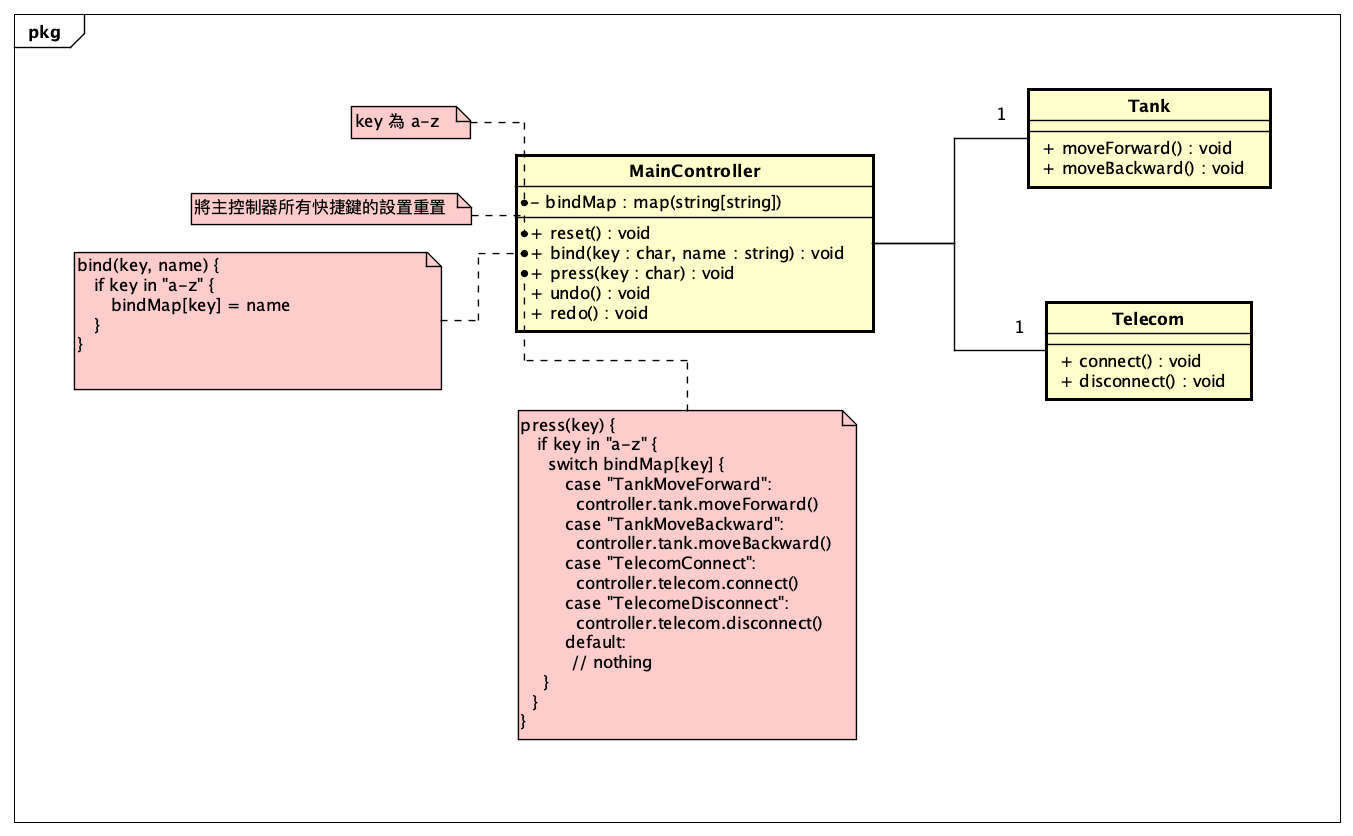 pkg
key 為 a-z
將主控制器所有快捷鍵的設置重置
bind(key, name) {
if key in "a-z" {
bindMap[key] = name
}
}
MainController
- bindMap : map(string[string])
+ reset() : void
+ bind(key : char, name : string) : void
+ press(key : char) : void
+ undo() : void
+ redo() : void
1
Tank
+ moveForward() : void
+ moveBackward() : void
1
Telecom
+ connect() : void
+ disconnect() : void
press(key) {
if key in "a-z" {
switch bindMap[key] {
case "TankMoveForward":
controller.tank.moveForward()
case "TankMoveBackward":
controller.tank.moveBackward()
case "TelecomConnect":
controller.telecom.connect()
case "TelecomeDisconnect":
controller.telecom.disconnect()
default:
// nothing
}
}
}